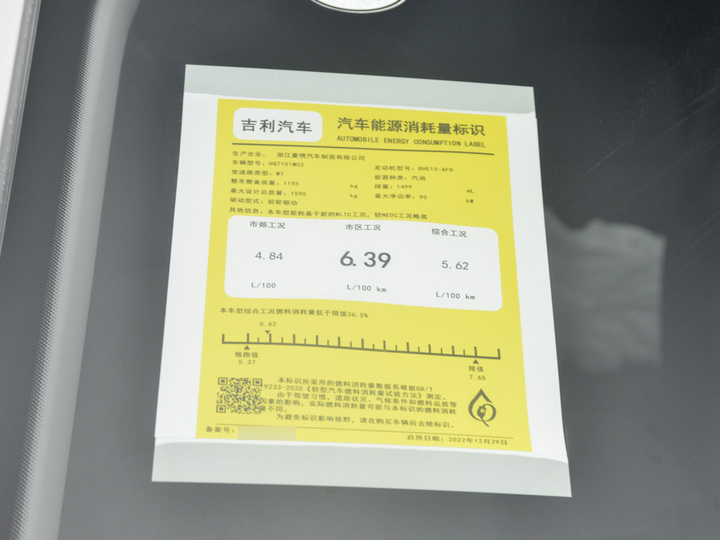 吉利汽车
汽车能源消耗量标识
AUTOMOBILE ENERGY CONSUMPTION LABEL
生产企业： 浙江豪情汽车制造有限公司
车辆型号：HQ7151M02
发动机型号：BHE15-AFD
变速器类型：MT
能源种类：汽油
整车整备质量：1195 kg
排量：1499 mL
最大设计总质量：1595 kg
最大净功率：90 kW
驱动型式：前轮驱动
其他信息：本车型能耗基于新的WLTC工况，较NEDC工况略高
市郊工况 市区工况 综合工况
4.84 6.39 5.62
L/100 L/100 km L/100 km
本车型综合工况燃料消耗量低于限值26.5%
5.62
领跑值 限值
5.37 7.65
本标识所采用的燃料消耗量数据系根据GB/T
19233-2020《轻型汽车燃料消耗量试验方法》测定。
由于驾驶习惯、道路状况、气候条件和燃料品质等
因素的影响，实际燃料消耗量可能与本标识的燃料消耗
量不同。
为避免标识影响视野，请在购买车辆后去除标识。
备案号：
启用日期：2022年12月29日